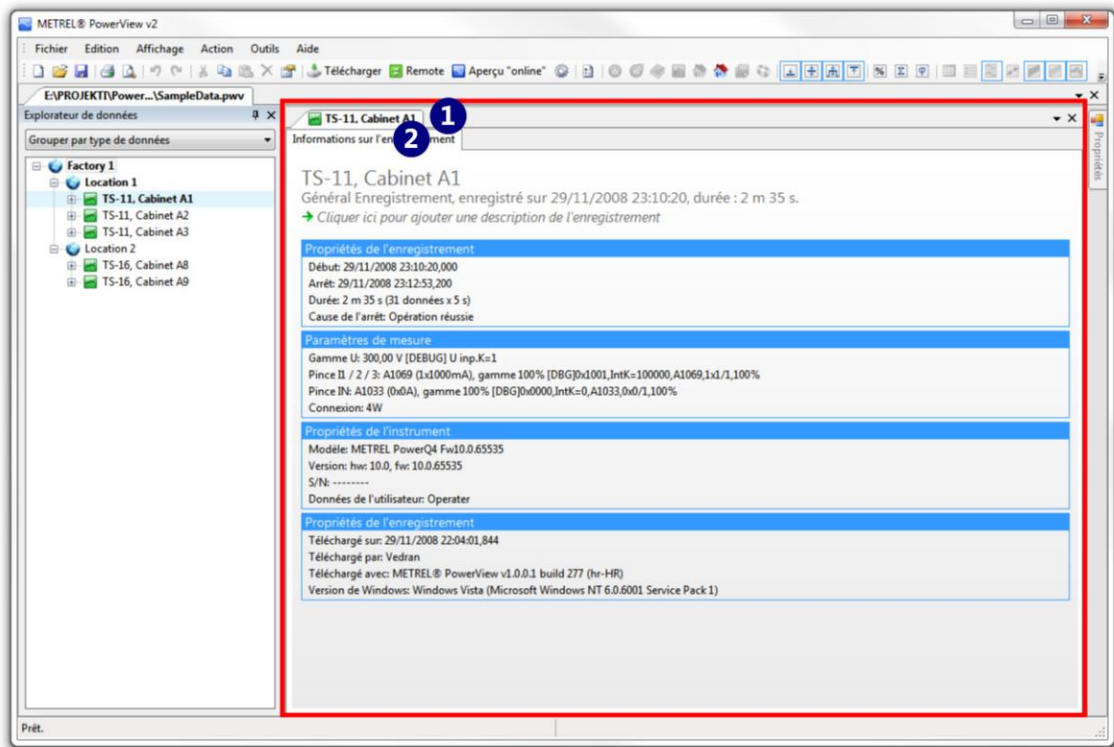 METREL® PowerView v2
Fichier Edition Affichage Action Outils Aide
Télécharger Remote Aperçu "online"
E:\PROJEKTI\Power...\SampleData.pwv
Explorateur de données
Grouper par type de données
Factory 1
Location 1
TS-11, Cabinet A1
TS-11, Cabinet A2
TS-11, Cabinet A3
Location 2
TS-16, Cabinet A8
TS-16, Cabinet A9
TS-11, Cabinet A1
1
2
Informations sur l'en ment
TS-11, Cabinet A1
Général Enregistrement, enregistré sur 29/11/2008 23:10:20, durée : 2 m 35 s.
Cliquer ici pour ajouter une description de l'enregistrement
Propriétés de l'enregistrement
Début: 29/11/2008 23:10:20,000
Arrêt: 29/11/2008 23:12:53,200
Durée: 2 m 35 s (31 données x 5 s)
Cause de l'arrêt: Opération réussie
Paramètres de mesure
Gamme U: 300,00 V [DEBUG] U inp.K=1
Pince I1 / 2 / 3: A1069 (1x1000mA), gamme 100% [DBG]0x1001,IntK=100000,A1069,1x1/1,100%
Pince IN: A1033 (0x0A), gamme 100% [DBG]0x0000,IntK=0,A1033,0x0/1,100%
Connexion: 4W
Propriétés de l'instrument
Modèle: METREL PowerQ4 Fw10.0.65535
Version: hw: 10.0, fw: 10.0.65535
S/N: --------
Données de l'utilisateur: Operater
Propriétés de l'enregistrement
Téléchargé sur: 29/11/2008 22:04:01,844
Téléchargé par: Vedran
Téléchargé avec: METREL® PowerView v1.0.0.1 build 277 (hr-HR)
Version de Windows: Windows Vista (Microsoft Windows NT 6.0.6001 Service Pack 1)
Propriétés
Prêt.